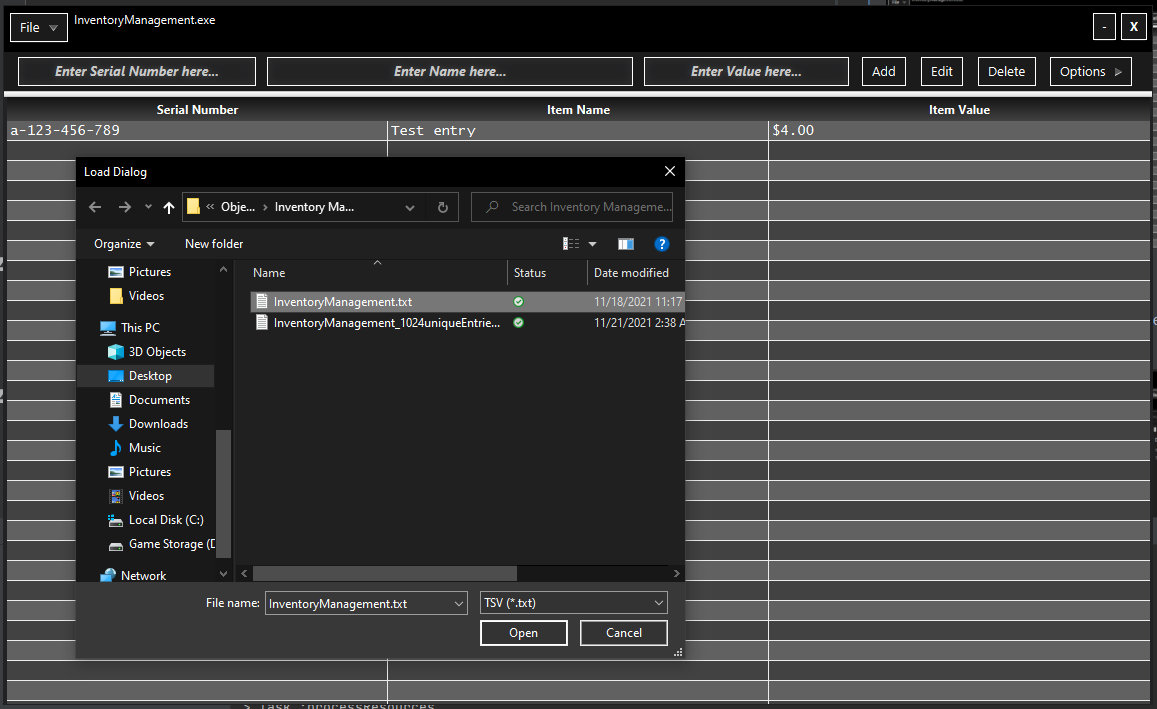 File
InventoryManagement.exe
-
X
Enter Serial Number here...
Enter Name here...
Enter Value here...
Add
Edit
Delete
Options
Serial Number
Item Name
Item Value
a-123-456-789
Test entry
$4.00
Load Dialog
« Obje... › Inventory Ma...
Search Inventory Manageme...
Organize
New folder
?
Name
Status
Date modified
InventoryManagement.txt
11/18/2021 11:17
InventoryManagement_1024uniqueEntrie...
11/21/2021 2:38 A
Pictures
Videos
This PC
3D Objects
Desktop
Documents
Downloads
Music
Pictures
Videos
Local Disk (C:)
Game Storage (D
Network
File name:
InventoryManagement.txt
TSV (*.txt)
Open
Cancel
> Task :processResources